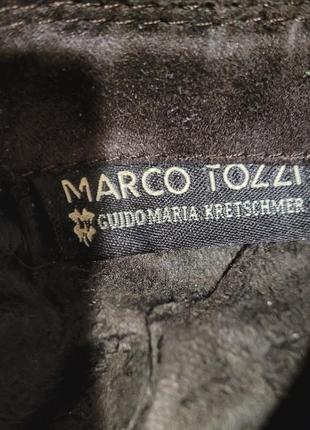 MARCO TOZZI
GUIDO MARIA KRETSCHMER